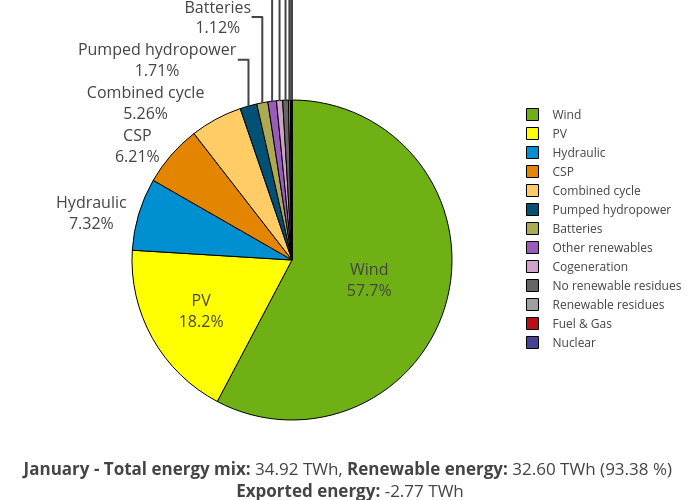 Batteries
1.12%
Pumped hydropower
1.71%
Combined cycle
5.26%
CSP
6.21%
Hydraulic
7.32%
Wind
57.7%
PV
18.2%
Wind
PV
Hydraulic
CSP
Combined cycle
Pumped hydropower
Batteries
Other renewables
Cogeneration
No renewable residues
Renewable residues
Fuel & Gas
Nuclear
January - Total energy mix: 34.92 TWh, Renewable energy: 32.60 TWh (93.38 %)
Exported energy: -2.77 TWh